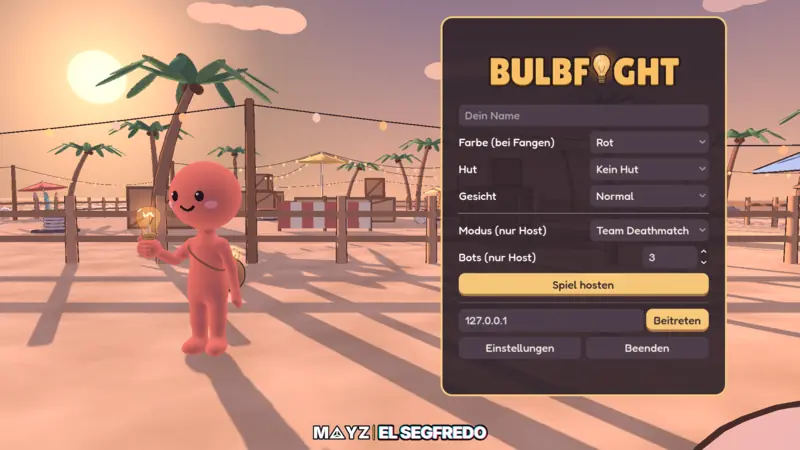 BULBFIGHT
Dein Name
Farbe (bei Fangen) Rot
Hut Kein Hut
Gesicht Normal
Modus (nur Host) Team Deathmatch
Bots (nur Host) 3
Spiel hosten
127.0.0.1 Beitreten
Einstellungen Beenden
MAYZ | EL SEGFREDO